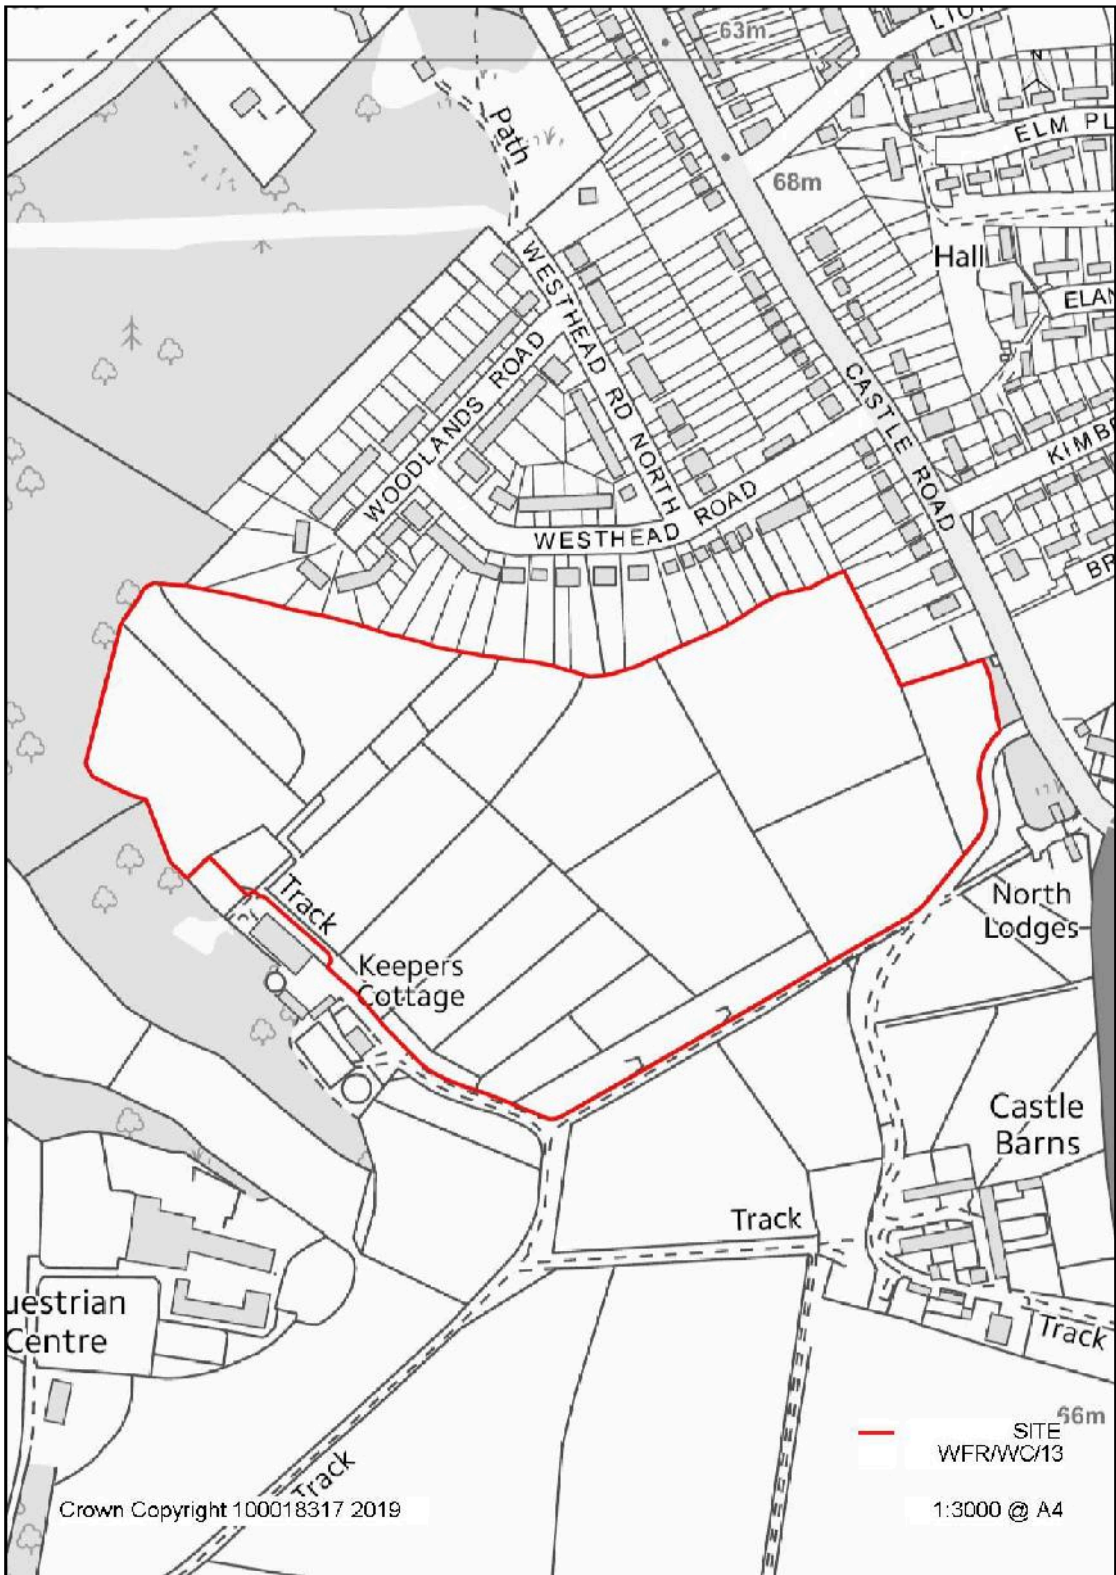 63m
LION
N
Path
ELM PL
68m
Hall
ELAN
WESTHEAD RD NORTH
WOODLANDS ROAD
CASTLE ROAD
KIMBE
WESTHEAD ROAD
BR
Track
Keepers
Cottage
North
Lodges
Castle
Barns
Track
uestrian
Centre
Track
66m
SITE
WFR/WC/13
Track
Crown Copyright 100018317 2019
1:3000 @ A4